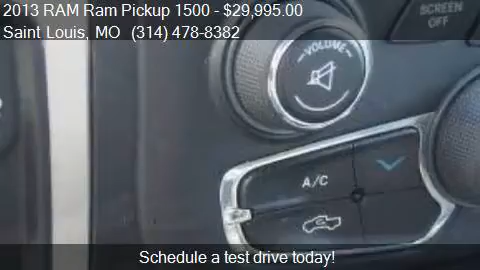 2013 RAM Ram Pickup 1500 - $29,995.00
Saint Louis, MO (314) 478-8382
SCREEN
OFF
VOLUME
A/C
Schedule a test drive today!